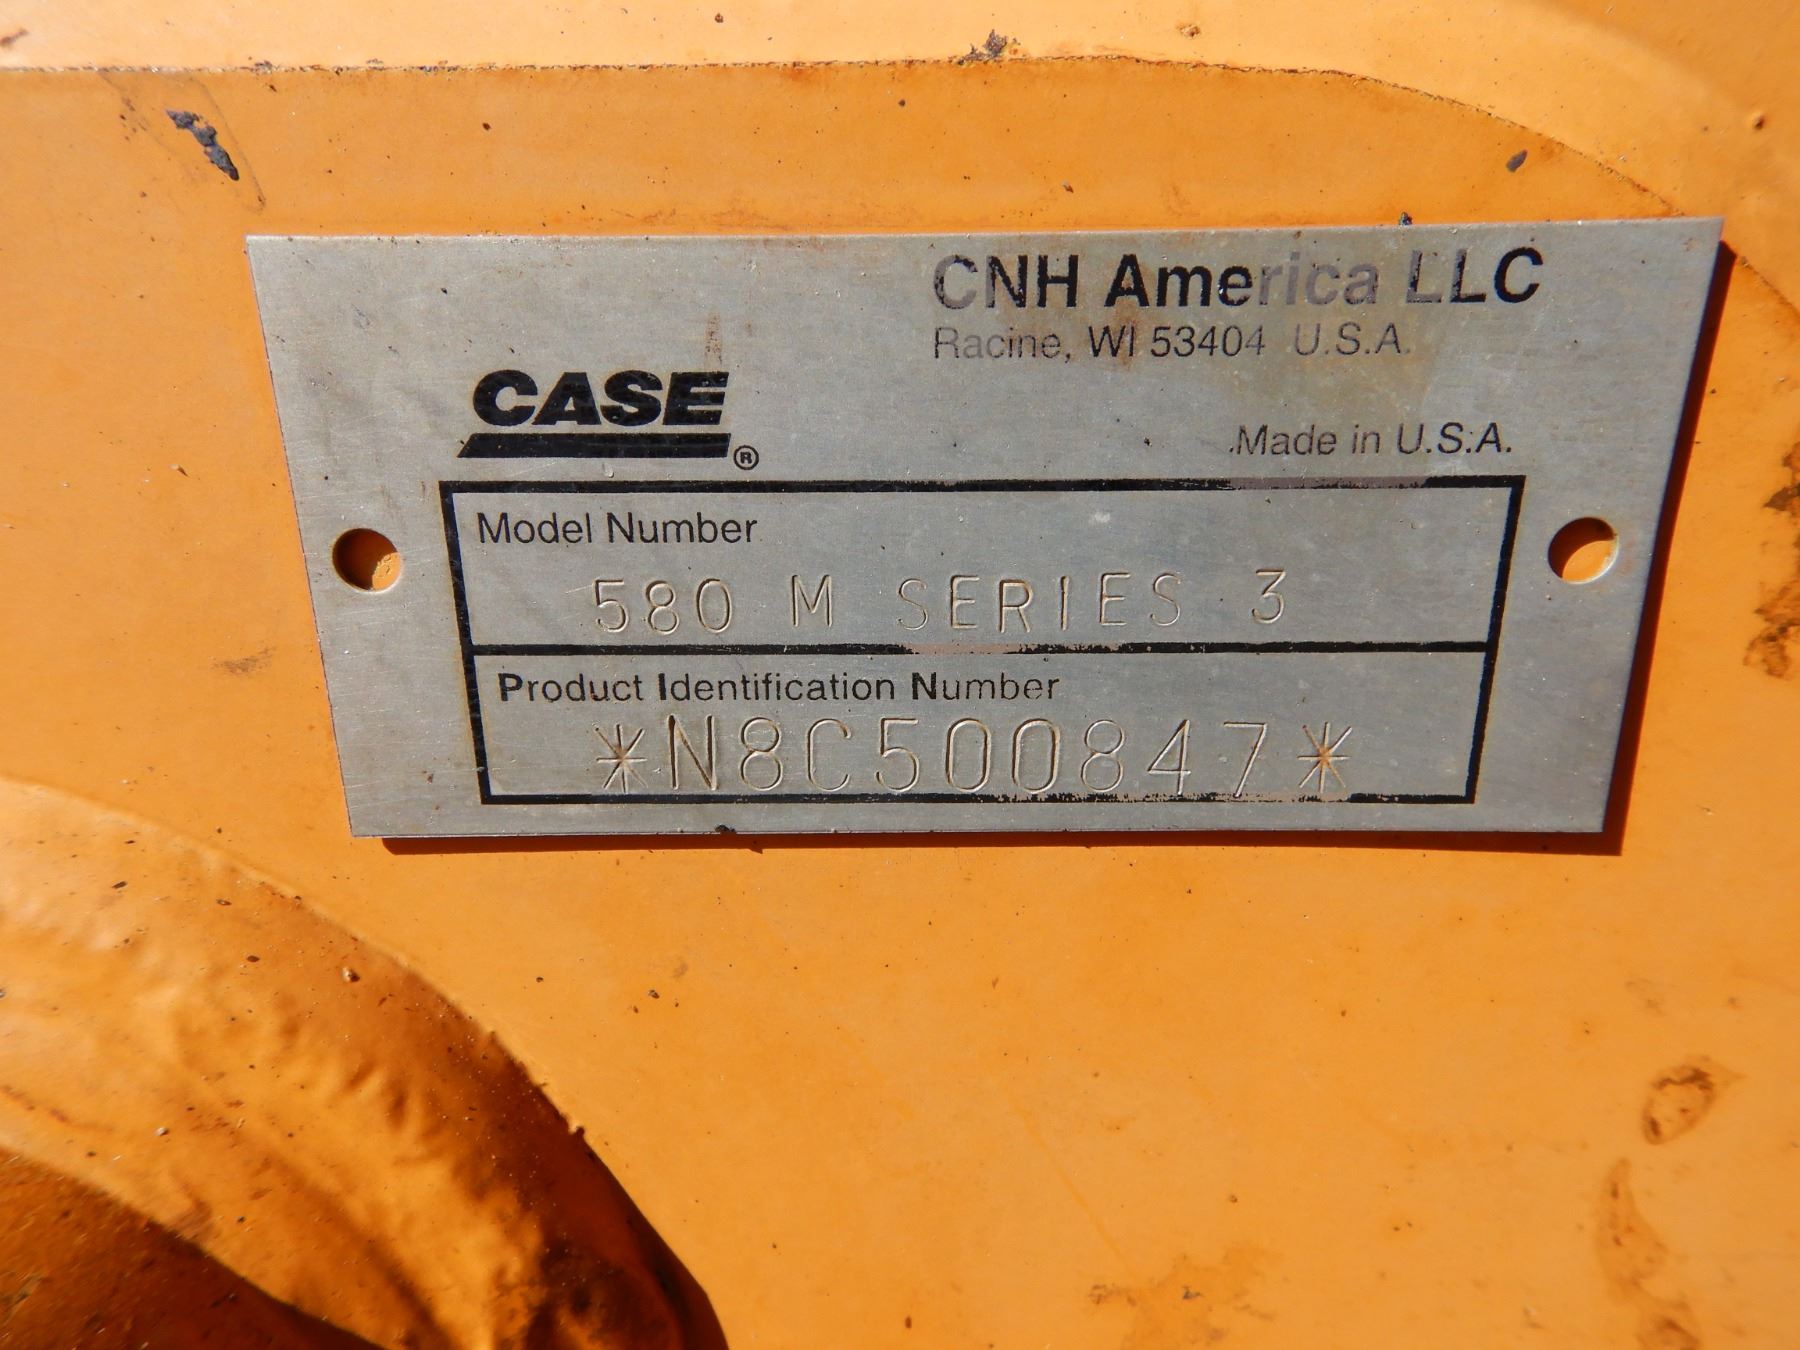 CNH America LLC
Racine, WI 53404 U.S.A.
CASE®
Made in U.S.A.
Model Number
580 M SERIES 3
Product Identification Number
*N8C500847*